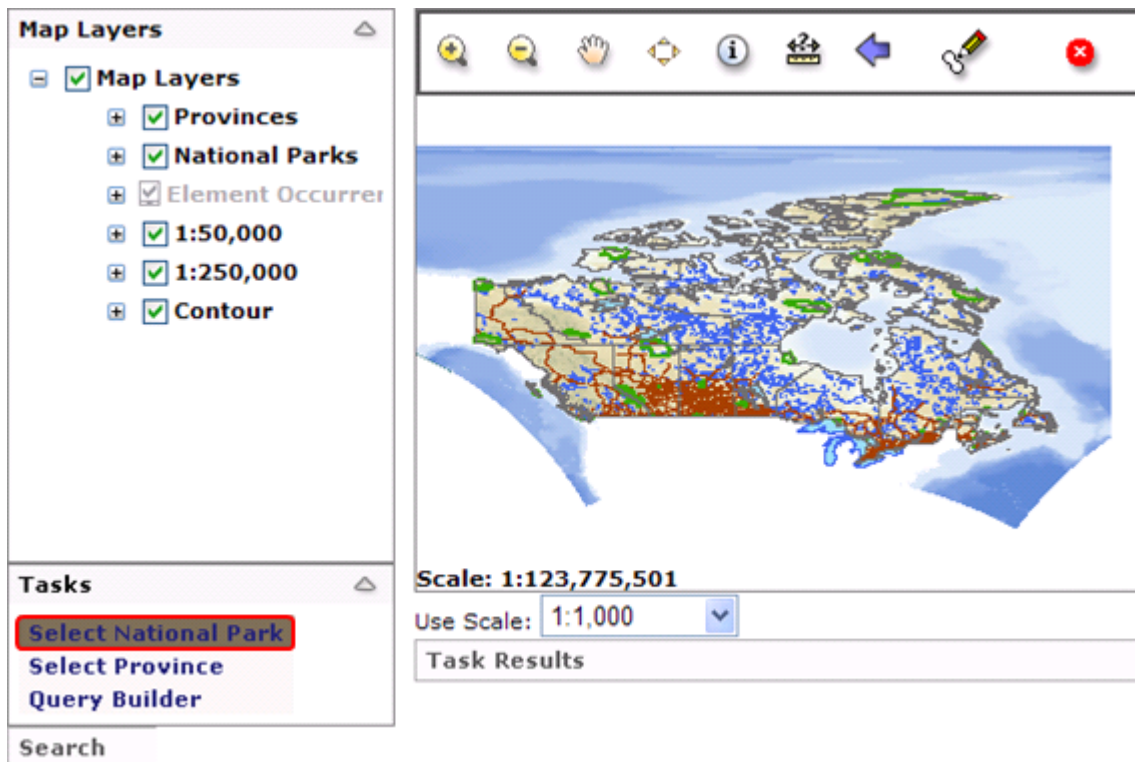 Map Layers
Map Layers
Provinces
National Parks
Element Occurrer
1:50,000
1:250,000
Contour
Tasks
Select National Park
Select Province
Query Builder
Search
Scale: 1:123,775,501
Use Scale: 1:1,000
Task Results